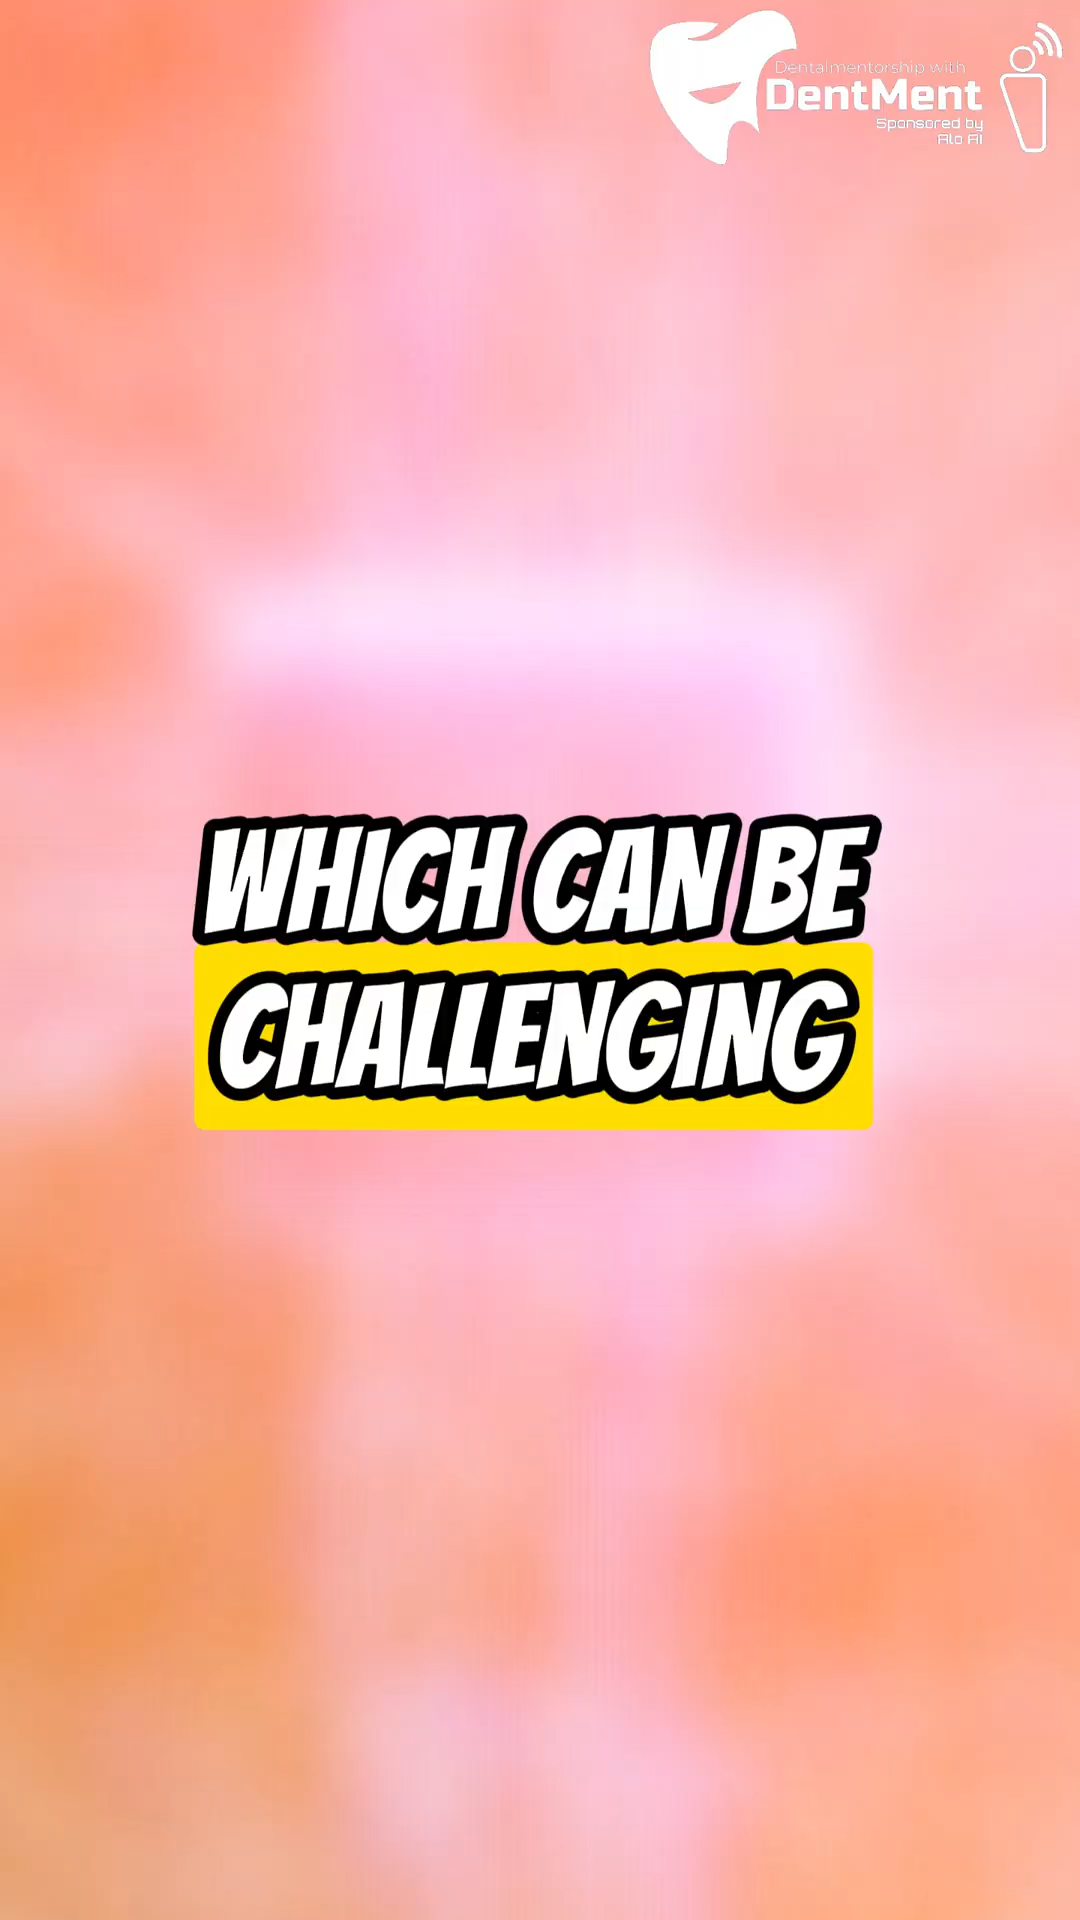 Dentalmentorship with
DentMent
Sponsored by
Alo AI
WHICH CAN BE
CHALLENGING